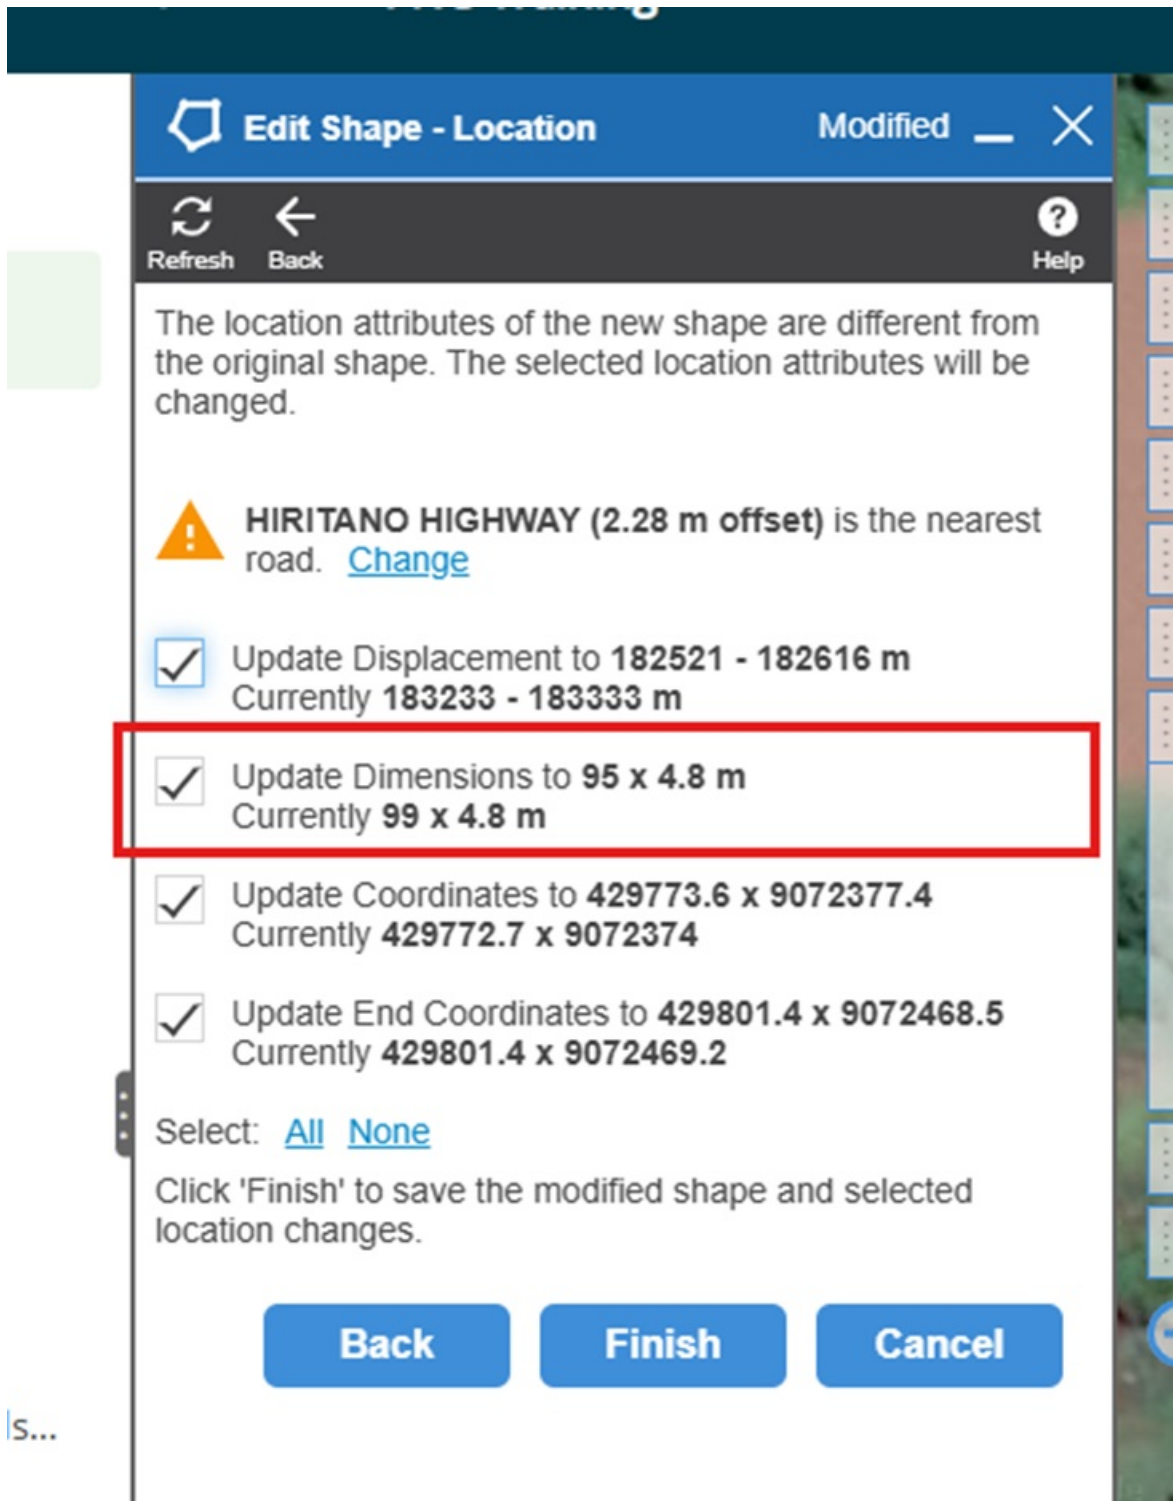 Edit Shape - Location Modified
Refresh Back Help
The location attributes of the new shape are different from
the original shape. The selected location attributes will be
changed.
HIRITANO HIGHWAY (2.28 m offset) is the nearest
road. Change
Update Displacement to 182521 - 182616 m
Currently 183233 - 183333 m
Update Dimensions to 95 x 4.8 m
Currently 99 x 4.8 m
Update Coordinates to 429773.6 x 9072377.4
Currently 429772.7 x 9072374
Update End Coordinates to 429801.4 x 9072468.5
Currently 429801.4 x 9072469.2
Select: All None
Click 'Finish' to save the modified shape and selected
location changes.
Back Finish Cancel
s...